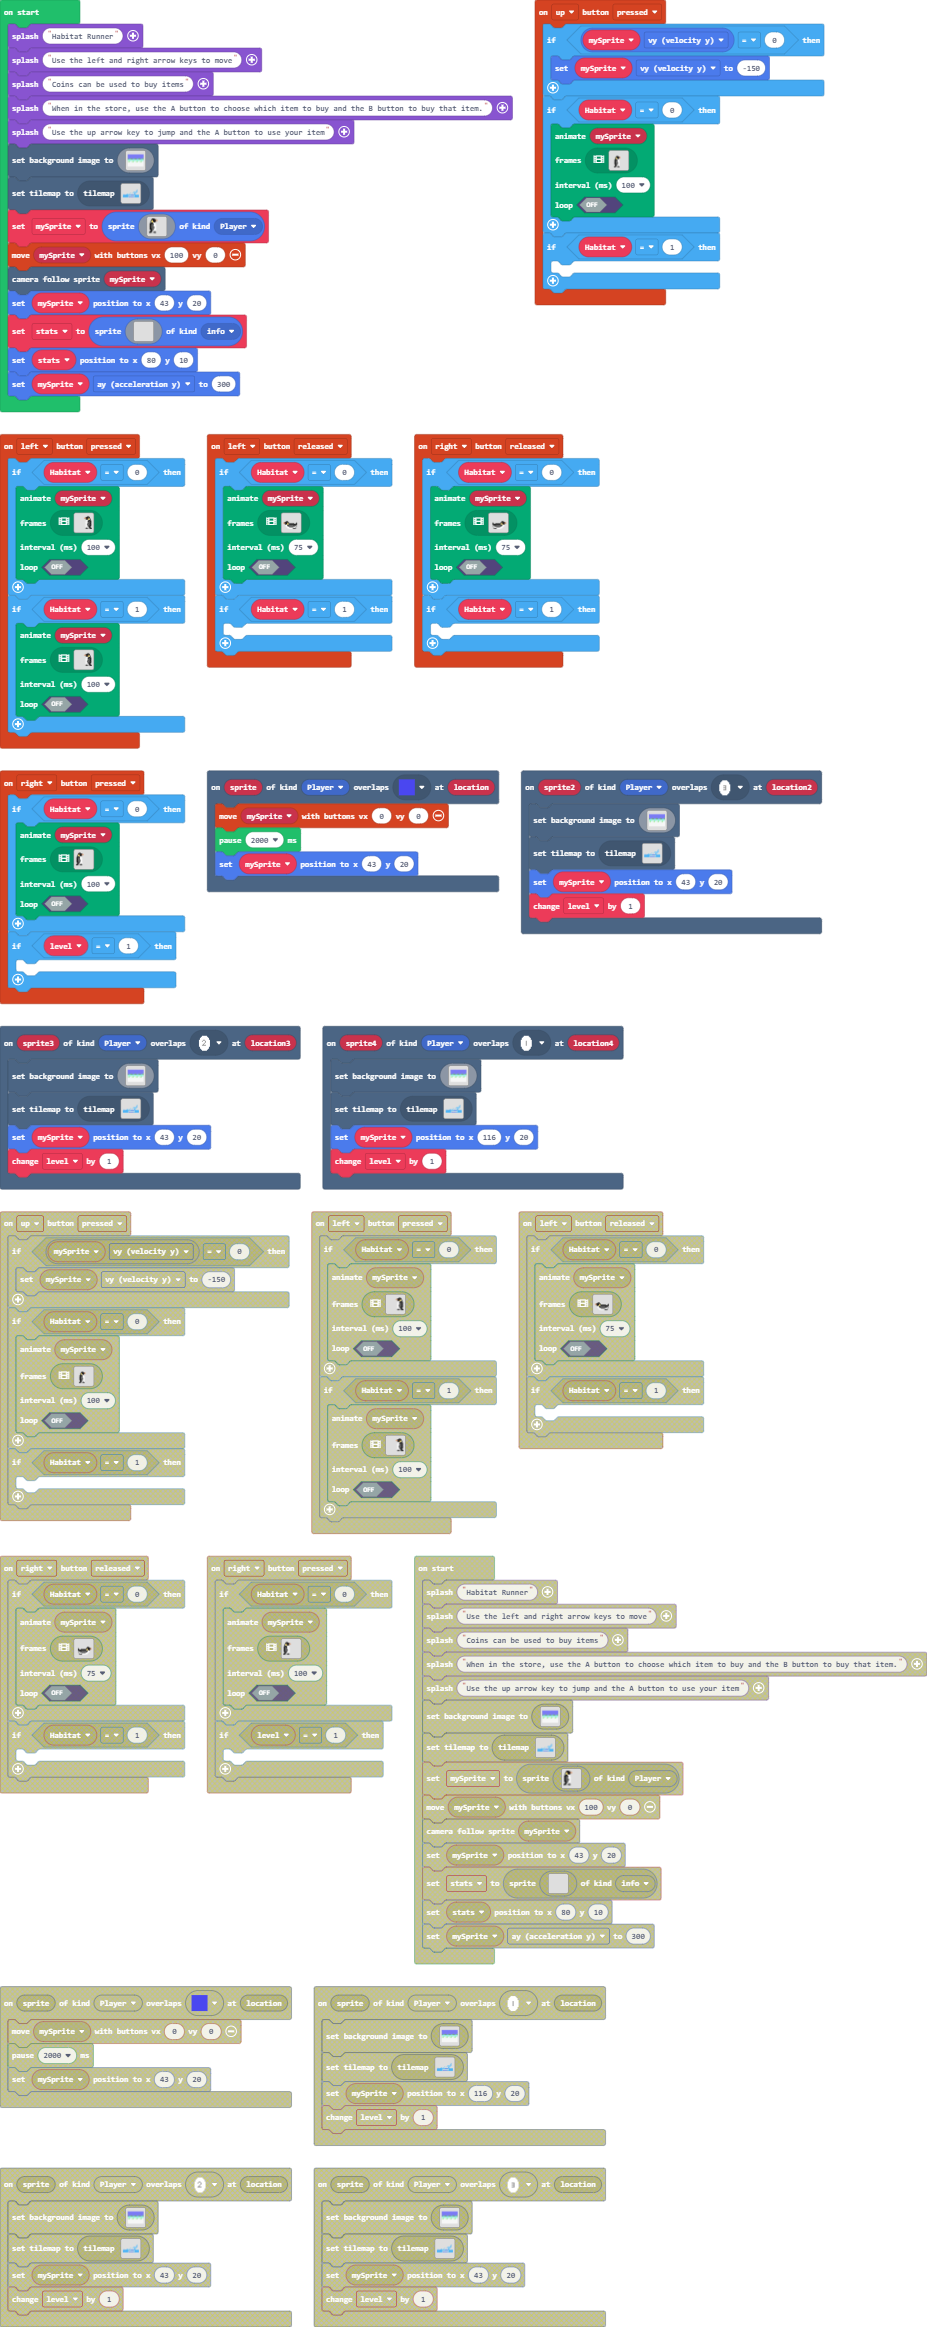 on start
splash "Habitat Runner"
splash "Use the left and right arrow keys to move"
splash "Coins can be used to buy items"
splash "When in the store, use the A button to choose which item to buy and the B button to buy that item."
splash "Use the up arrow key to jump and the A button to use your item"
set background image to
set tilemap to tilemap
set mySprite to sprite of kind Player
move mySprite with buttons vx 100 vy 0
camera follow sprite mySprite
set mySprite position to x 43 y 20
set stats to sprite of kind info
set stats position to x 80 y 10
set mySprite ay (acceleration y) to 300
on up button pressed
if mySprite vy (velocity y) = 0 then
set mySprite vy (velocity y) to -150
if Habitat = 0 then
animate mySprite
frames
interval (ms) 100
loop OFF
if Habitat = 1 then
on left button pressed
if Habitat = 0 then
animate mySprite
frames
interval (ms) 100
loop OFF
if Habitat = 1 then
animate mySprite
frames
interval (ms) 100
loop OFF
on left button released
if Habitat = 0 then
animate mySprite
frames
interval (ms) 75
loop OFF
if Habitat = 1 then
on right button released
if Habitat = 0 then
animate mySprite
frames
interval (ms) 75
loop OFF
if Habitat = 1 then
on right button pressed
if Habitat = 0 then
animate mySprite
frames
interval (ms) 100
loop OFF
if level = 1 then
on sprite of kind Player overlaps at location
move mySprite with buttons vx 0 vy 0
pause 2000 ms
set mySprite position to x 43 y 20
on sprite2 of kind Player overlaps 3 at location2
set background image to
set tilemap to tilemap
set mySprite position to x 43 y 20
change level by 1
on sprite3 of kind Player overlaps 2 at location3
set background image to
set tilemap to tilemap
set mySprite position to x 43 y 20
change level by 1
on sprite4 of kind Player overlaps 1 at location4
set background image to
set tilemap to tilemap
set mySprite position to x 116 y 20
change level by 1
on up button pressed
if mySprite vy (velocity y) = 0 then
set mySprite vy (velocity y) to -150
if Habitat = 0 then
animate mySprite
frames
interval (ms) 100
loop OFF
if Habitat = 1 then
on left button pressed
if Habitat = 0 then
animate mySprite
frames
interval (ms) 100
loop OFF
if Habitat = 1 then
animate mySprite
frames
interval (ms) 100
loop OFF
on left button released
if Habitat = 0 then
animate mySprite
frames
interval (ms) 75
loop OFF
if Habitat = 1 then
on right button released
if Habitat = 0 then
animate mySprite
frames
interval (ms) 75
loop OFF
if Habitat = 1 then
on right button pressed
if Habitat = 0 then
animate mySprite
frames
interval (ms) 100
loop OFF
if level = 1 then
on start
splash "Habitat Runner"
splash "Use the left and right arrow keys to move"
splash "Coins can be used to buy items"
splash "When in the store, use the A button to choose which item to buy and the B button to buy that item."
splash "Use the up arrow key to jump and the A button to use your item"
set background image to
set tilemap to tilemap
set mySprite to sprite of kind Player
move mySprite with buttons vx 100 vy 0
camera follow sprite mySprite
set mySprite position to x 43 y 20
set stats to sprite of kind info
set stats position to x 80 y 10
set mySprite ay (acceleration y) to 300
on sprite of kind Player overlaps at location
move mySprite with buttons vx 0 vy 0
pause 2000 ms
set mySprite position to x 43 y 20
on sprite of kind Player overlaps 1 at location
set background image to
set tilemap to tilemap
set mySprite position to x 116 y 20
change level by 1
on sprite of kind Player overlaps 2 at location
set background image to
set tilemap to tilemap
set mySprite position to x 43 y 20
change level by 1
on sprite of kind Player overlaps 3 at location
set background image to
set tilemap to tilemap
set mySprite position to x 43 y 20
change level by 1